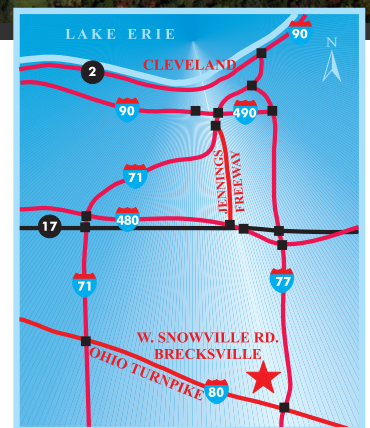 90
LAKE ERIE
N
CLEVELAND
2
90
490
71
JENNINGS
FREEWAY
480
17
71
77
W. SNOWVILLE RD.
BRECKSVILLE
OHIO TURNPIKE
80